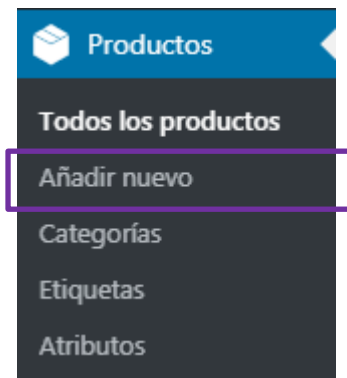 Productos
Todos los productos
Añadir nuevo
Categorías
Etiquetas
Atributos